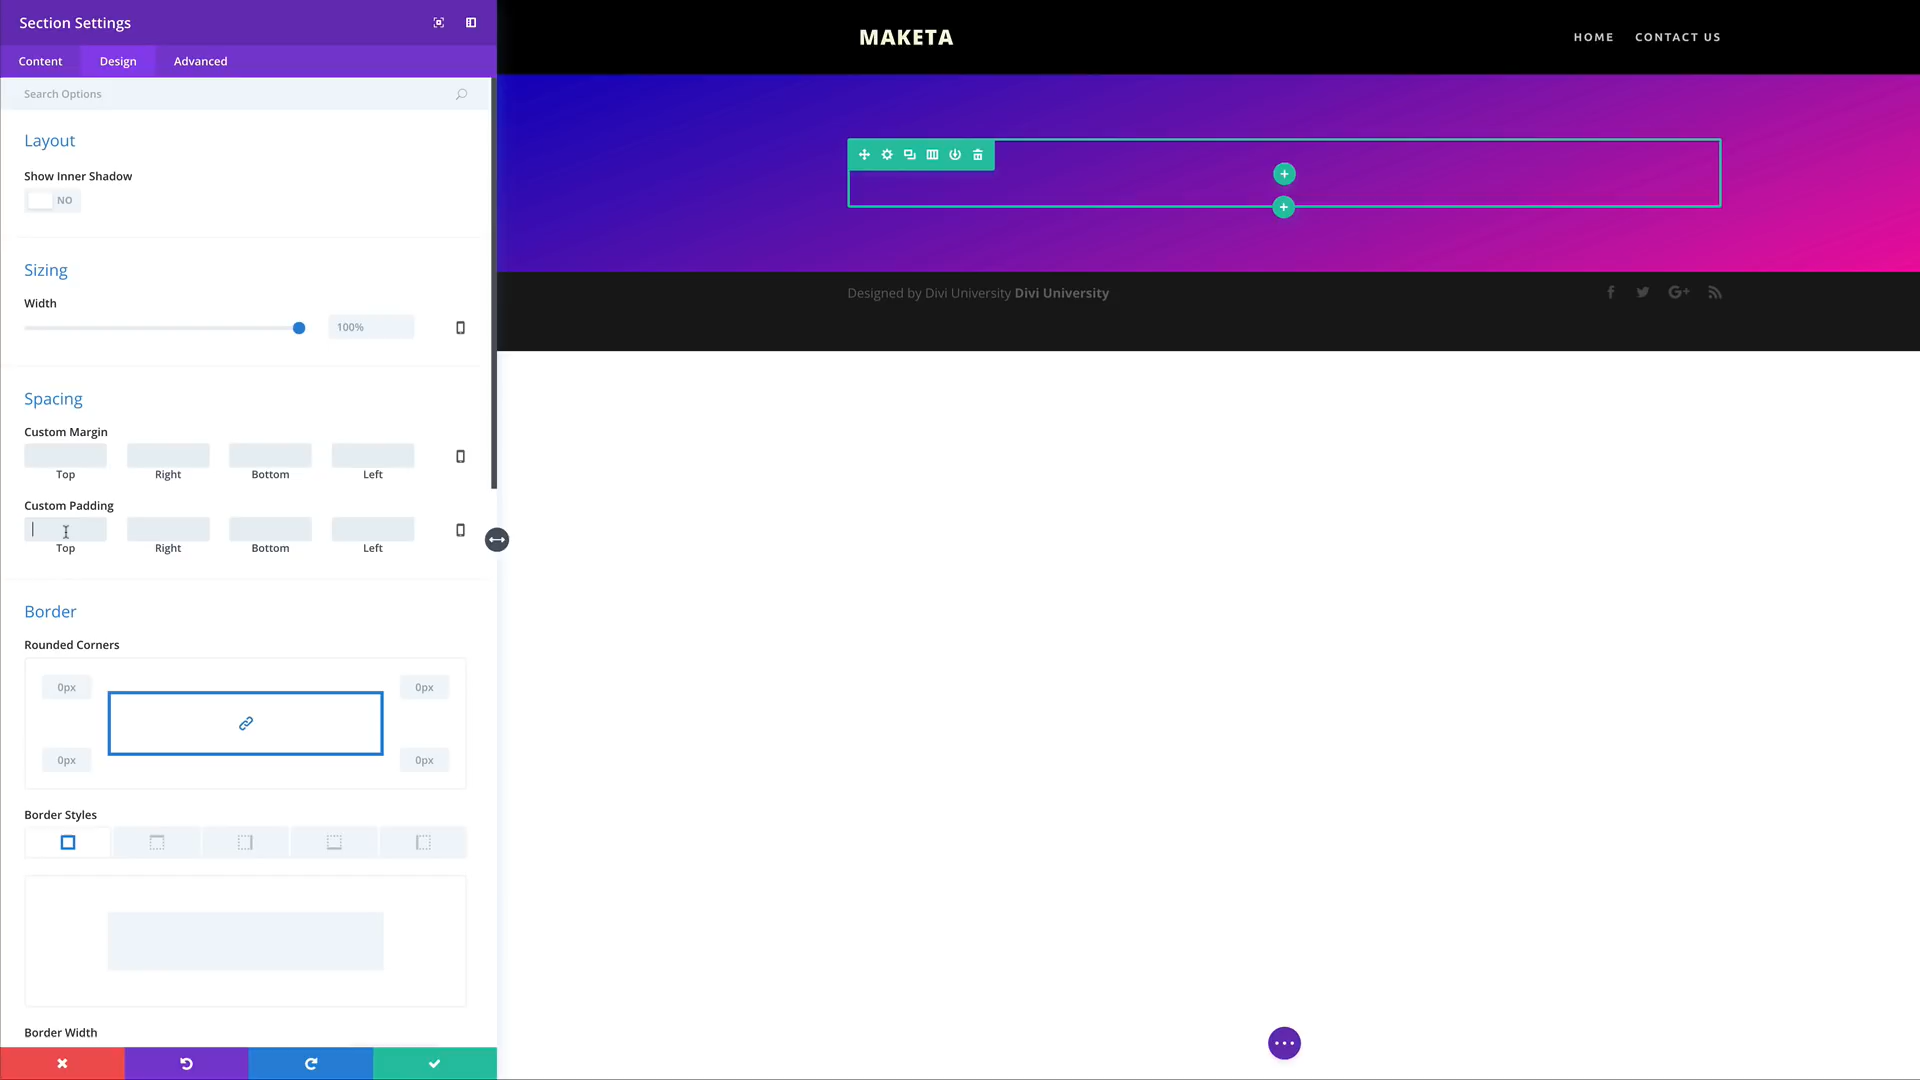 Section Settings
Content Design Advanced
Search Options
Layout
Show Inner Shadow
NO
Sizing
Width
100%
Spacing
Custom Margin
Top Right Bottom Left
Custom Padding
Top Right Bottom Left
Border
Rounded Corners
0px 0px
0px 0px
Border Styles
Border Width
MAKETA
HOME CONTACT US
Designed by Divi University Divi University